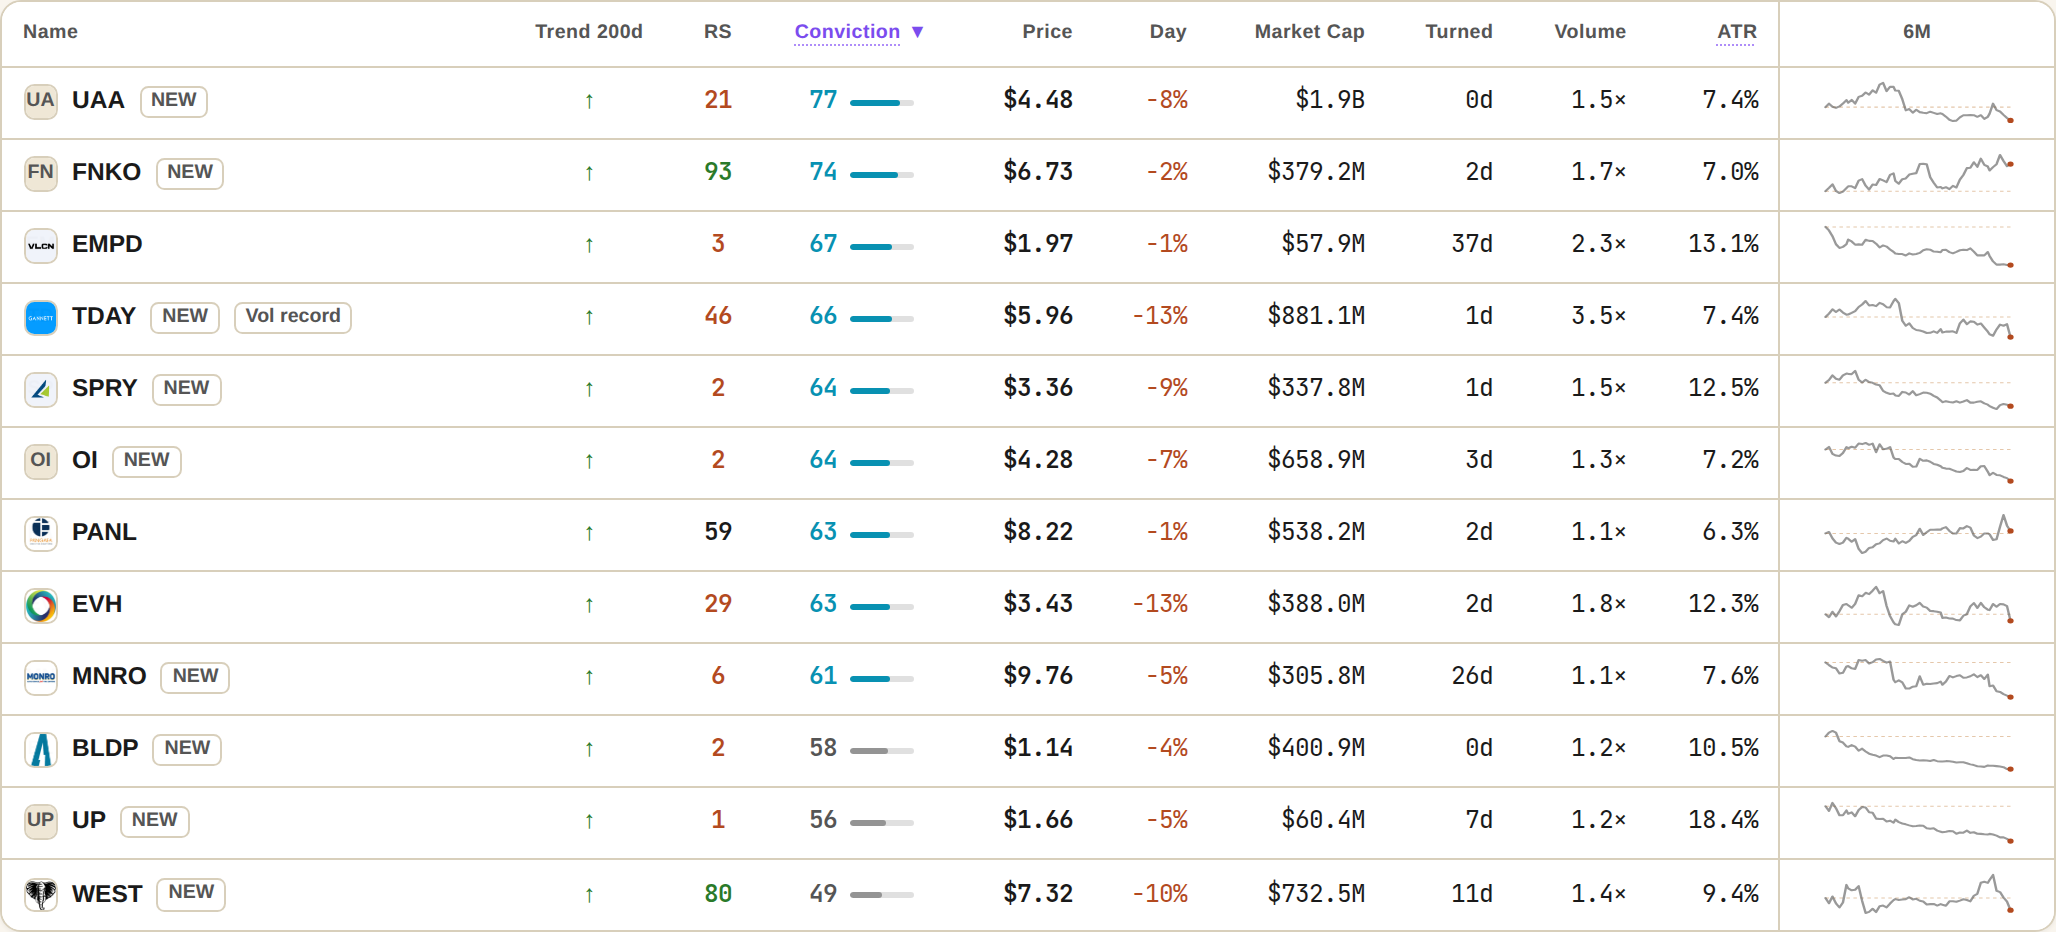 Name Trend 200d RS Conviction ▼ Price Day Market Cap Turned Volume ATR 6M
UA UAA NEW ↑ 21 77 $4.48 -8% $1.9B 0d 1.5× 7.4%
FN FNKO NEW ↑ 93 74 $6.73 -2% $379.2M 2d 1.7× 7.0%
VLCN EMPD ↑ 3 67 $1.97 -1% $57.9M 37d 2.3× 13.1%
GANNETT TDAY NEW Vol record ↑ 46 66 $5.96 -13% $881.1M 1d 3.5× 7.4%
SPRY NEW ↑ 2 64 $3.36 -9% $337.8M 1d 1.5× 12.5%
OI OI NEW ↑ 2 64 $4.28 -7% $658.9M 3d 1.3× 7.2%
PANL ↑ 59 63 $8.22 -1% $538.2M 2d 1.1× 6.3%
EVH ↑ 29 63 $3.43 -13% $388.0M 2d 1.8× 12.3%
MONRO MNRO NEW ↑ 6 61 $9.76 -5% $305.8M 26d 1.1× 7.6%
BLDP NEW ↑ 2 58 $1.14 -4% $400.9M 0d 1.2× 10.5%
UP UP NEW ↑ 1 56 $1.66 -5% $60.4M 7d 1.2× 18.4%
WEST NEW ↑ 80 49 $7.32 -10% $732.5M 11d 1.4× 9.4%